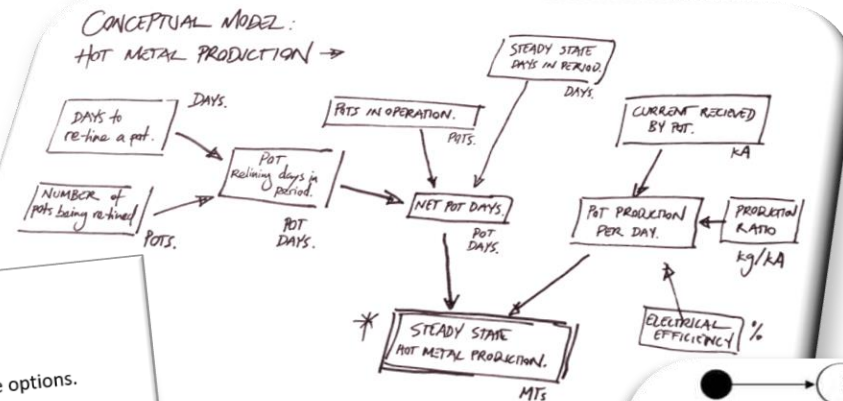 CONCEPTUAL MODEL:
HOT METAL PRODUCTION →
STEADY STATE
DAYS IN PERIOD.
DAYS.
DAYS to
re-line a pot.
DAYS.
POTS IN OPERATION.
POTS.
CURRENT RECIEVED
BY POT.
KA
POT
Relining days in
period.
POT
DAYS.
NUMBER of
pots being re-lined
POTS.
NET POT DAYS.
POT
DAYS.
POT PRODUCTION
PER DAY.
PRODUCTION
RATIO
kg/KA
* STEADY STATE
HOT METAL PRODUCTION.
MTs
ELECTRICAL
EFFICIENCY %
options.